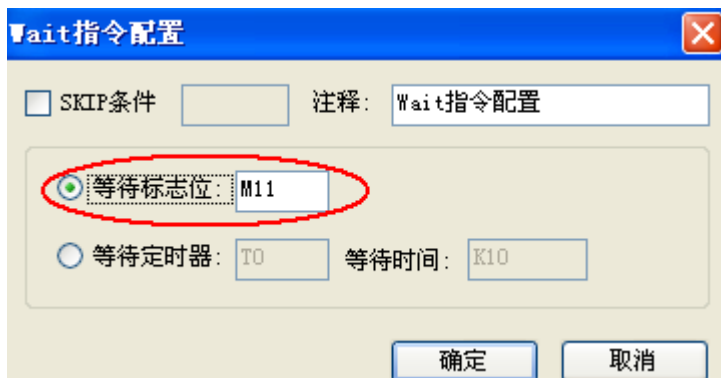 Wait指令配置
SKIP条件 注释: Wait指令配置
等待标志位: M11
等待定时器: T0 等待时间: K10
确定 取消